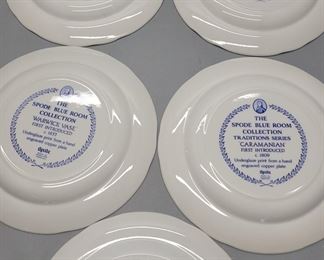 THE
SPODE BLUE ROOM
COLLECTION
WARWICK VASE
FIRST INTRODUCED
c. 1833
Underglaze print from a hand
engraved copper plate
Spode
THE
SPODE BLUE ROOM
COLLECTION
TRADITIONS SERIES
CARAMANIAN
FIRST INTRODUCED
c. 1809
Underglaze print from a hand
engraved copper plate
Spode